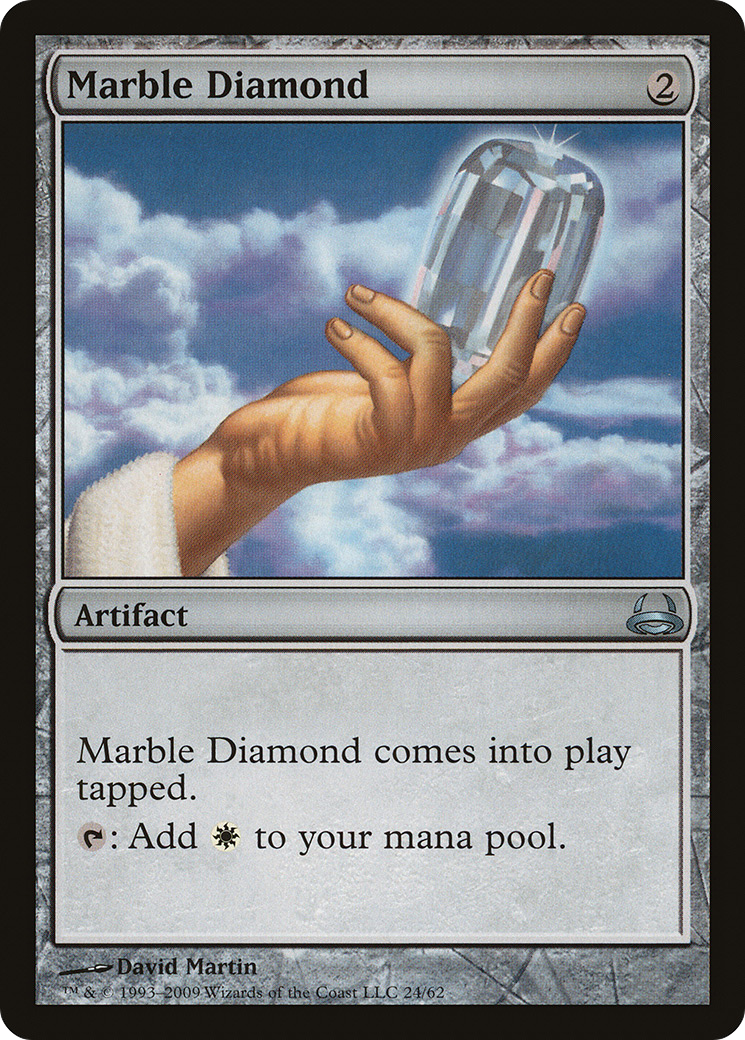 Marble Diamond 2
Artifact
Marble Diamond comes into play
tapped.
: Add to your mana pool.
David Martin
™ & © 1993–2009 Wizards of the Coast LLC 24/62